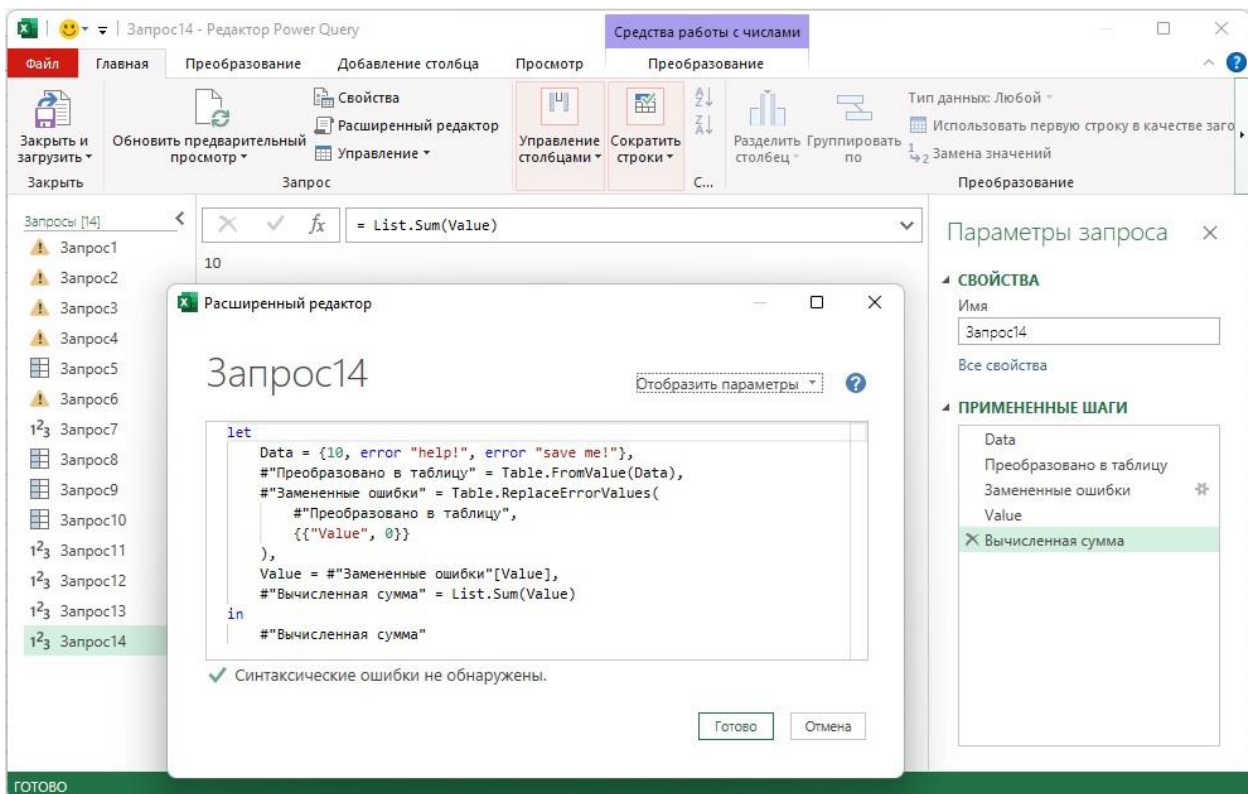 Запрос14 - Редактор Power Query
Средства работы с числами
Файл
Главная
Преобразование
Добавление столбца
Просмотр
Преобразование
Закрыть и загрузить
Обновить предварительный просмотр
Свойства
Расширенный редактор
Управление
Управление столбцами
Сократить строки
Разделить столбец
Группировать по
Тип данных: Любой
Использовать первую строку в качестве заго
Замена значений
Закрыть
Запрос
С...
Преобразование
Запросы [14]
Запрос1
Запрос2
Запрос3
Запрос4
Запрос5
Запрос6
1²₃ Запрос7
Запрос8
Запрос9
Запрос10
1²₃ Запрос11
1²₃ Запрос12
1²₃ Запрос13
1²₃ Запрос14
fx
= List.Sum(Value)
10
Расширенный редактор
Запрос14
Отобразить параметры
let
Data = {10, error "help!", error "save me!"},
#"Преобразовано в таблицу" = Table.FromValue(Data),
#"Замененные ошибки" = Table.ReplaceErrorValues(
#"Преобразовано в таблицу",
{{"Value", 0}}
),
Value = #"Замененные ошибки"[Value],
#"Вычисленная сумма" = List.Sum(Value)
in
#"Вычисленная сумма"
Синтаксические ошибки не обнаружены.
Готово
Отмена
Параметры запроса
СВОЙСТВА
Имя
Запрос14
Все свойства
ПРИМЕНЕННЫЕ ШАГИ
Data
Преобразовано в таблицу
Замененные ошибки
Value
Вычисленная сумма
ГОТОВО